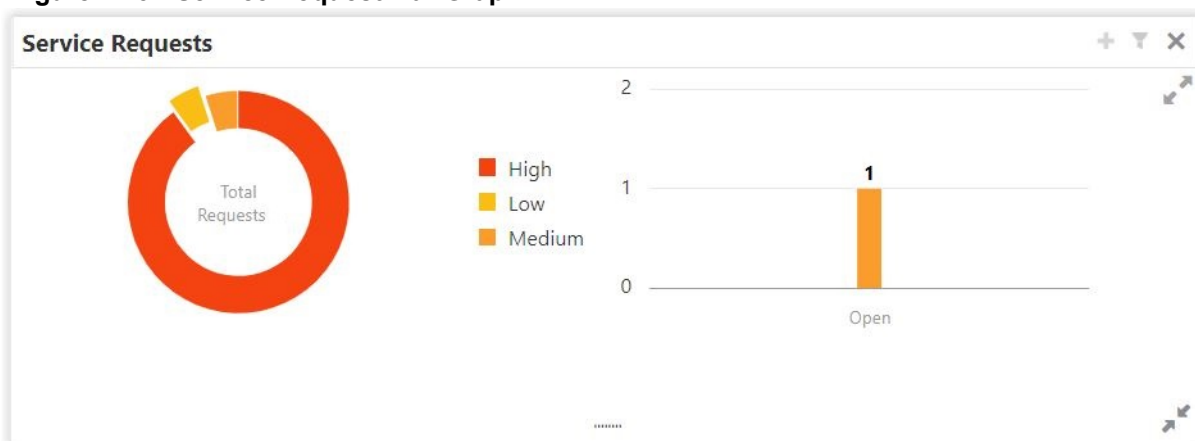 Service Requests
Total
Requests
High
Low
Medium
2
1
0
1
Open